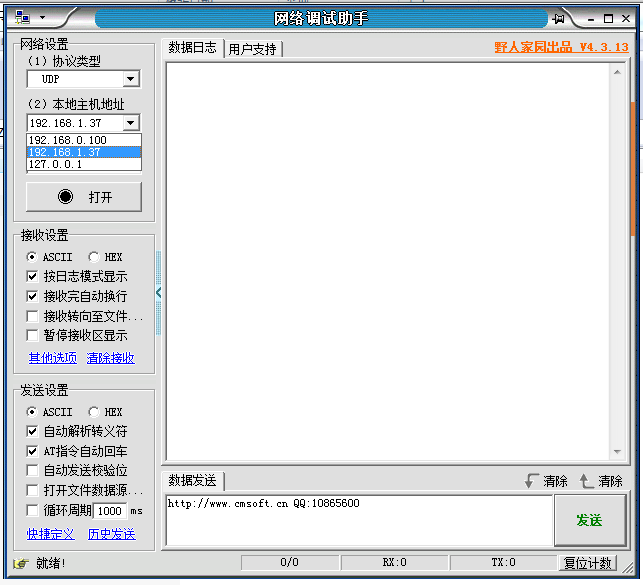 网络调试助手
网络设置
(1) 协议类型
UDP
(2) 本地主机地址
192.168.1.37
192.168.0.100
192.168.1.37
127.0.0.1
打开
接收设置
ASCII HEX
按日志模式显示
接收完自动换行
接收转向至文件...
暂停接收区显示
其他选项 清除接收
发送设置
ASCII HEX
自动解析转义符
AT指令自动回车
自动发送校验位
打开文件数据源...
循环周期 1000 ms
快捷定义 历史发送
数据日志 用户支持
野人家园出品 V4.3.13
数据发送
清除 清除
http://www.cmsoft.cn QQ:10865600
发送
就绪!
0/0
RX:0
TX:0
复位计数